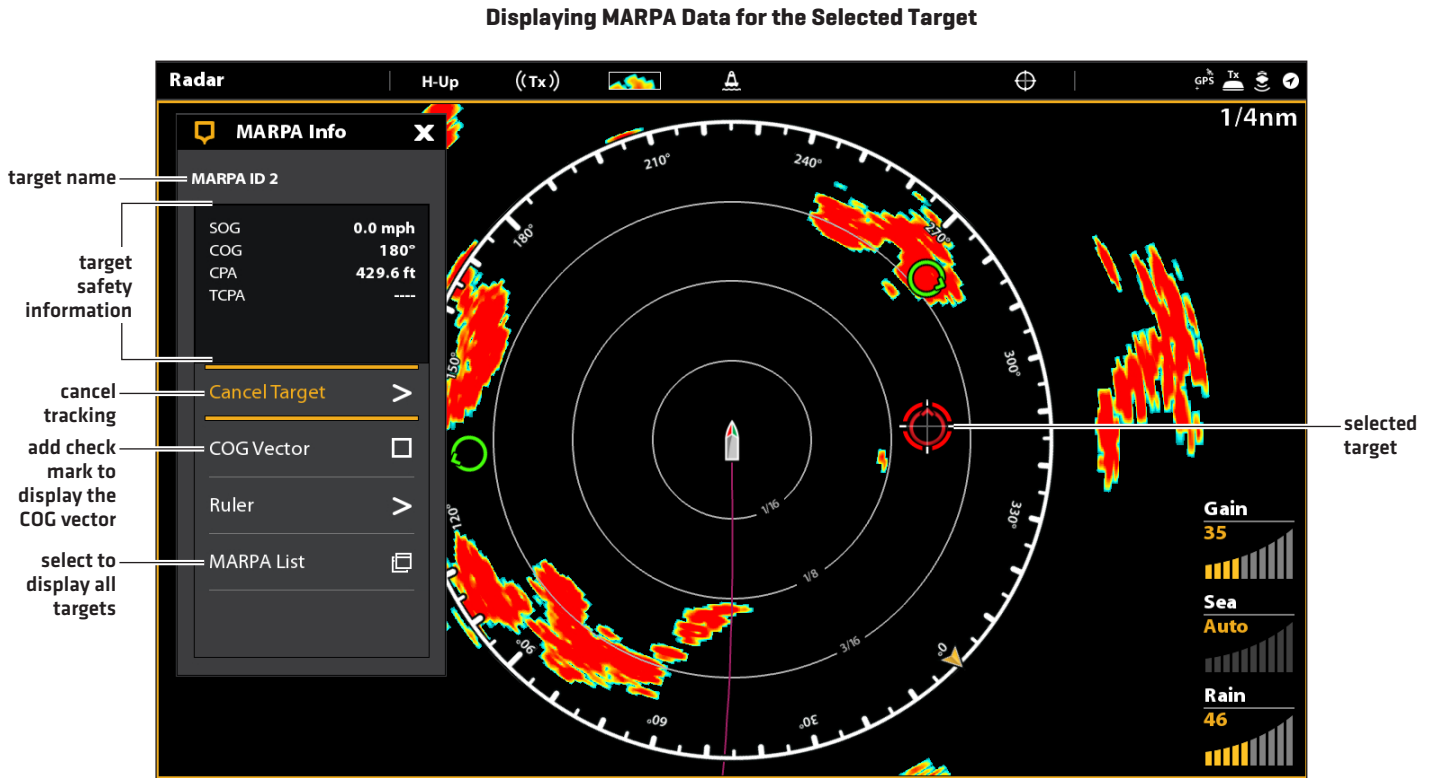 Displaying MARPA Data for the Selected Target
Radar
H-Up
((Tx))
GPS
Tx
1/4nm
MARPA Info
X
target name
MARPA ID 2
SOG 0.0 mph
COG 180°
CPA 429.6 ft
TCPA ----
target
safety
information
cancel
tracking
Cancel Target >
add check
mark to
display the
COG vector
COG Vector
Ruler >
select to
display all
targets
MARPA List
210°
240°
180°
270°
150°
300°
120°
330°
90°
0°
60°
30°
1/16
1/8
3/16
selected
target
Gain
35
Sea
Auto
Rain
46